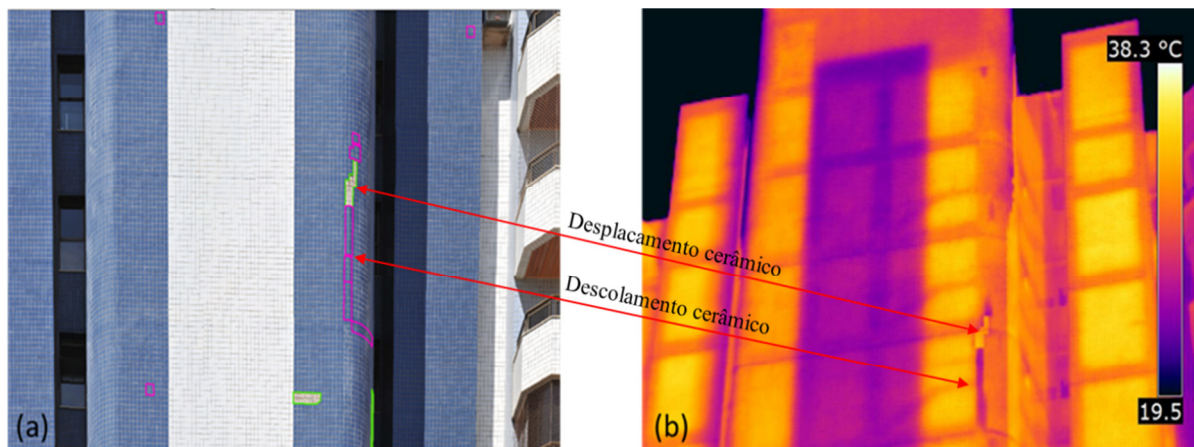 38.3 °C
Desplacamento cerâmico
Descolamento cerâmico
19.5
(a)
(b)